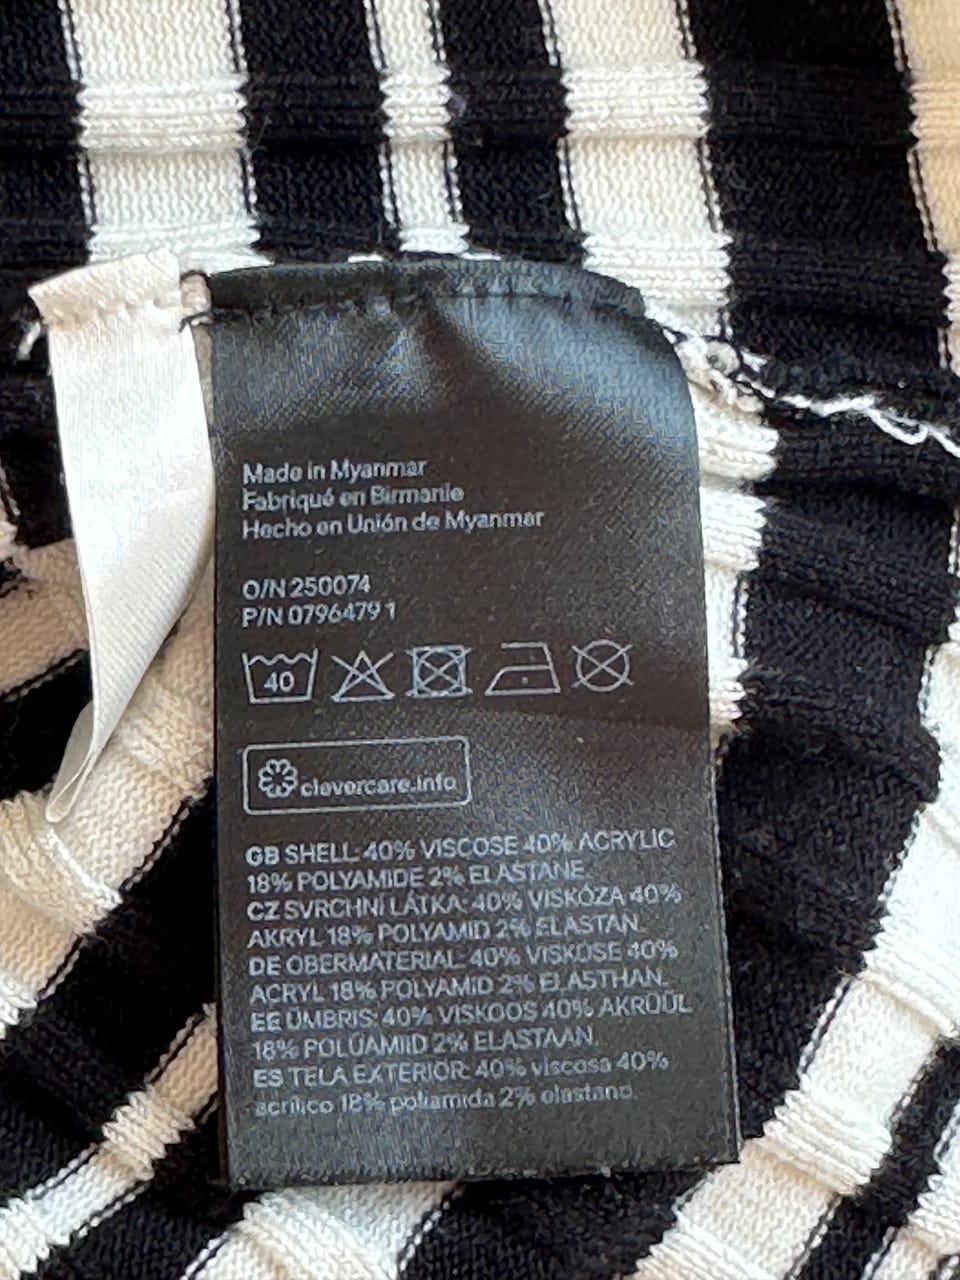 Made in Myanmar
Fabriqué en Birmanie
Hecho en Unión de Myanmar
O/N 250074
P/N 0796479 1
40
clevercare.info
GB SHELL: 40% VISCOSE 40% ACRYLIC
18% POLYAMIDE 2% ELASTANE.
CZ SVRCHNÍ LÁTKA: 40% VISKÓZA 40%
AKRYL 18% POLYAMID 2% ELASTAN.
DE OBERMATERIAL: 40% VISKOSE 40%
ACRYL 18% POLYAMID 2% ELASTHAN.
EE ÜMBRIS: 40% VISKOOS 40% AKRÜÜL
18% POLÜAMIID 2% ELASTAAN.
ES TELA EXTERIOR: 40% viscosa 40%
acrílico 18% poliamida 2% elastano.